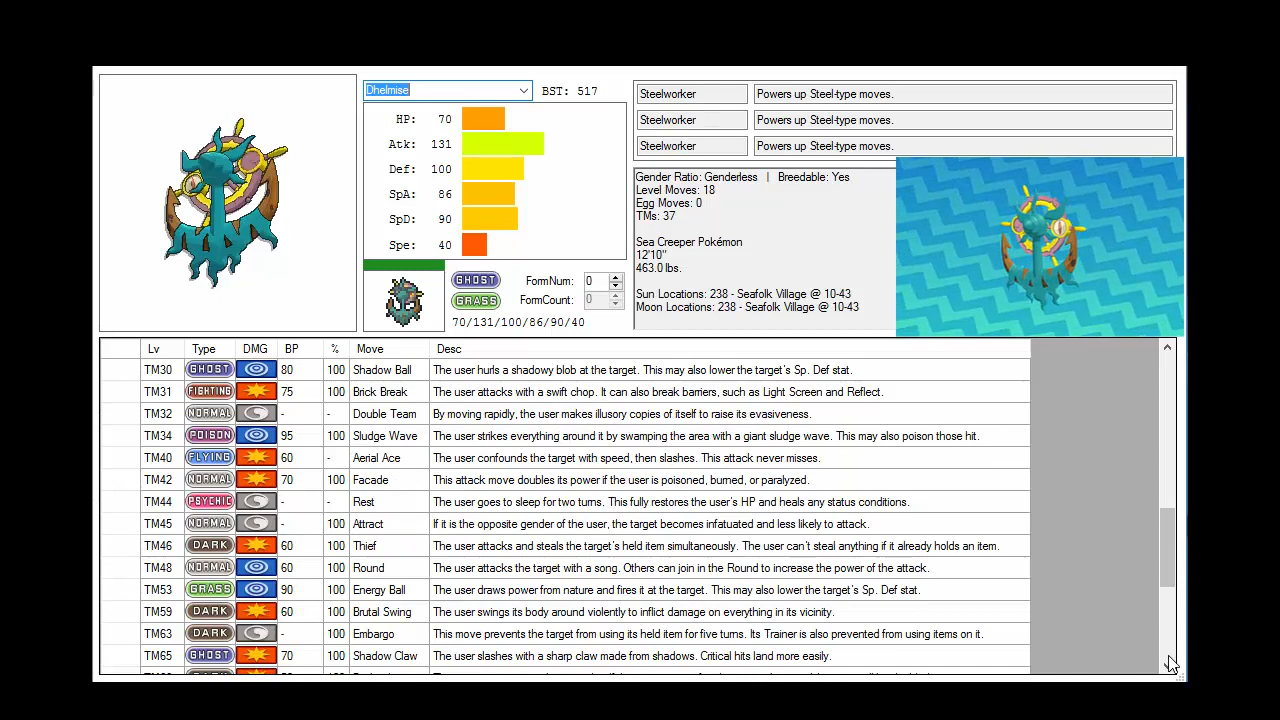 Dhelmise
BST: 517
HP: 70
Atk: 131
Def: 100
SpA: 86
SpD: 90
Spe: 40
GHOST
GRASS
FormNum: 0
FormCount: 0
70/131/100/86/90/40
Steelworker Powers up Steel-type moves.
Steelworker Powers up Steel-type moves.
Steelworker Powers up Steel-type moves.
Gender Ratio: Genderless | Breedable: Yes
Level Moves: 18
Egg Moves: 0
TMs: 37
Sea Creeper Pokémon
12'10"
463.0 lbs.
Sun Locations: 238 - Seafolk Village @ 10-43
Moon Locations: 238 - Seafolk Village @ 10-43
Lv Type DMG BP % Move Desc
TM30 GHOST 80 100 Shadow Ball The user hurls a shadowy blob at the target. This may also lower the target's Sp. Def stat.
TM31 FIGHTING 75 100 Brick Break The user attacks with a swift chop. It can also break barriers, such as Light Screen and Reflect.
TM32 NORMAL - - Double Team By moving rapidly, the user makes illusory copies of itself to raise its evasiveness.
TM34 POISON 95 100 Sludge Wave The user strikes everything around it by swamping the area with a giant sludge wave. This may also poison those hit.
TM40 FLYING 60 - Aerial Ace The user confounds the target with speed, then slashes. This attack never misses.
TM42 NORMAL 70 100 Facade This attack move doubles its power if the user is poisoned, burned, or paralyzed.
TM44 PSYCHIC - - Rest The user goes to sleep for two turns. This fully restores the user's HP and heals any status conditions.
TM45 NORMAL - 100 Attract If it is the opposite gender of the user, the target becomes infatuated and less likely to attack.
TM46 DARK 60 100 Thief The user attacks and steals the target's held item simultaneously. The user can't steal anything if it already holds an item.
TM48 NORMAL 60 100 Round The user attacks the target with a song. Others can join in the Round to increase the power of the attack.
TM53 GRASS 90 100 Energy Ball The user draws power from nature and fires it at the target. This may also lower the target's Sp. Def stat.
TM59 DARK 60 100 Brutal Swing The user swings its body around violently to inflict damage on everything in its vicinity.
TM63 DARK - 100 Embargo This move prevents the target from using its held item for five turns. Its Trainer is also prevented from using items on it.
TM65 GHOST 70 100 Shadow Claw The user slashes with a sharp claw made from shadows. Critical hits land more easily.